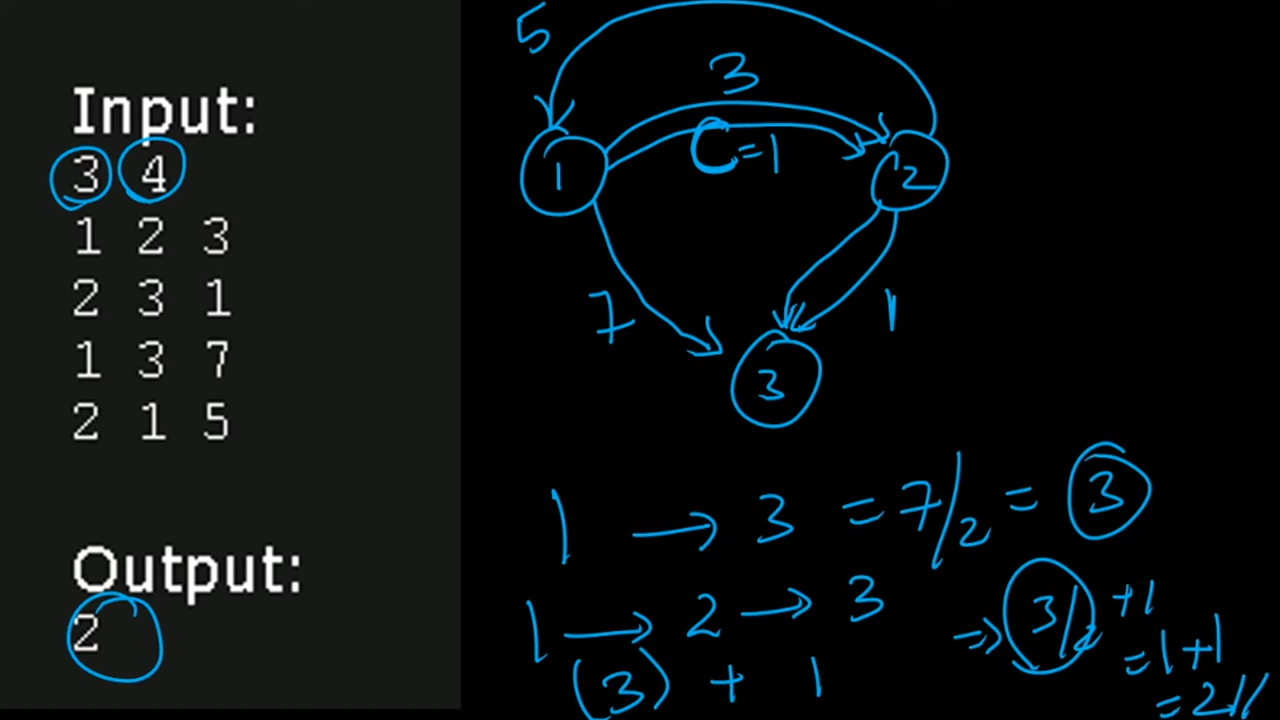 Input:
3 4
1 2 3
2 3 1
1 3 7
2 1 5
Output:
2
5
3
C=1
1
2
7
1
3
1 → 3 = 7/2 = 3
1 → 2 → 3 ⇒ 3/2 +1
(3) + 1
= 1+1
= 2//